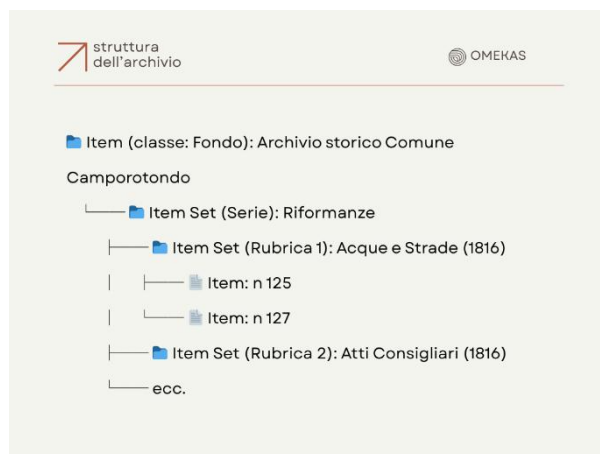 struttura
dell'archivio
OMEKAS
Item (classe: Fondo): Archivio storico Comune
Camporotondo
Item Set (Serie): Riformanze
Item Set (Rubrica 1): Acque e Strade (1816)
Item: n 125
Item: n 127
Item Set (Rubrica 2): Atti Consigliari (1816)
ecc.